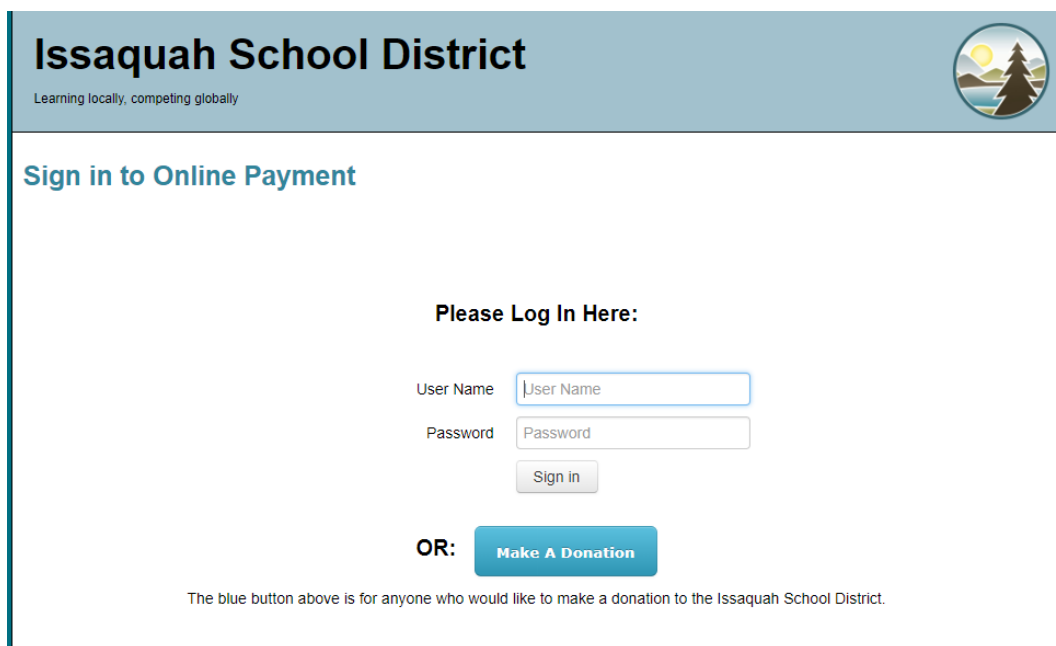 Issaquah School District
Learning locally, competing globally
Sign in to Online Payment
Please Log In Here:
User Name User Name
Password Password
Sign in
OR: Make A Donation
The blue button above is for anyone who would like to make a donation to the Issaquah School District.